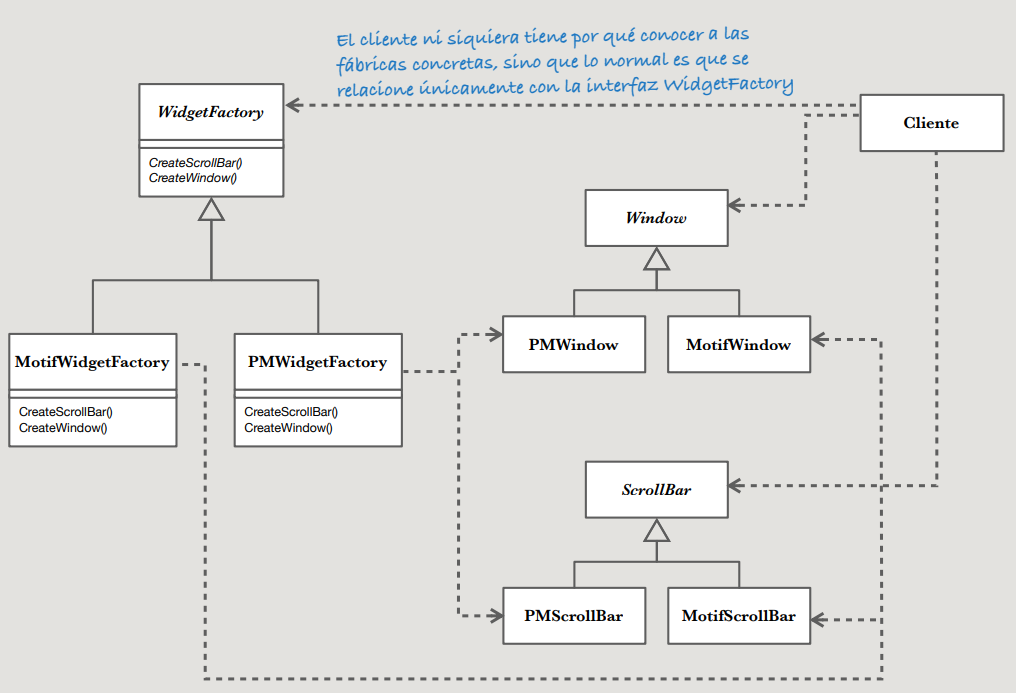 El cliente ni siquiera tiene por qué conocer a las
fábricas concretas, sino que lo normal es que se
relacione únicamente con la interfaz WidgetFactory
WidgetFactory
CreateScrollBar()
CreateWindow()
Cliente
Window
MotifWidgetFactory
CreateScrollBar()
CreateWindow()
PMWidgetFactory
CreateScrollBar()
CreateWindow()
PMWindow
MotifWindow
ScrollBar
PMScrollBar
MotifScrollBar